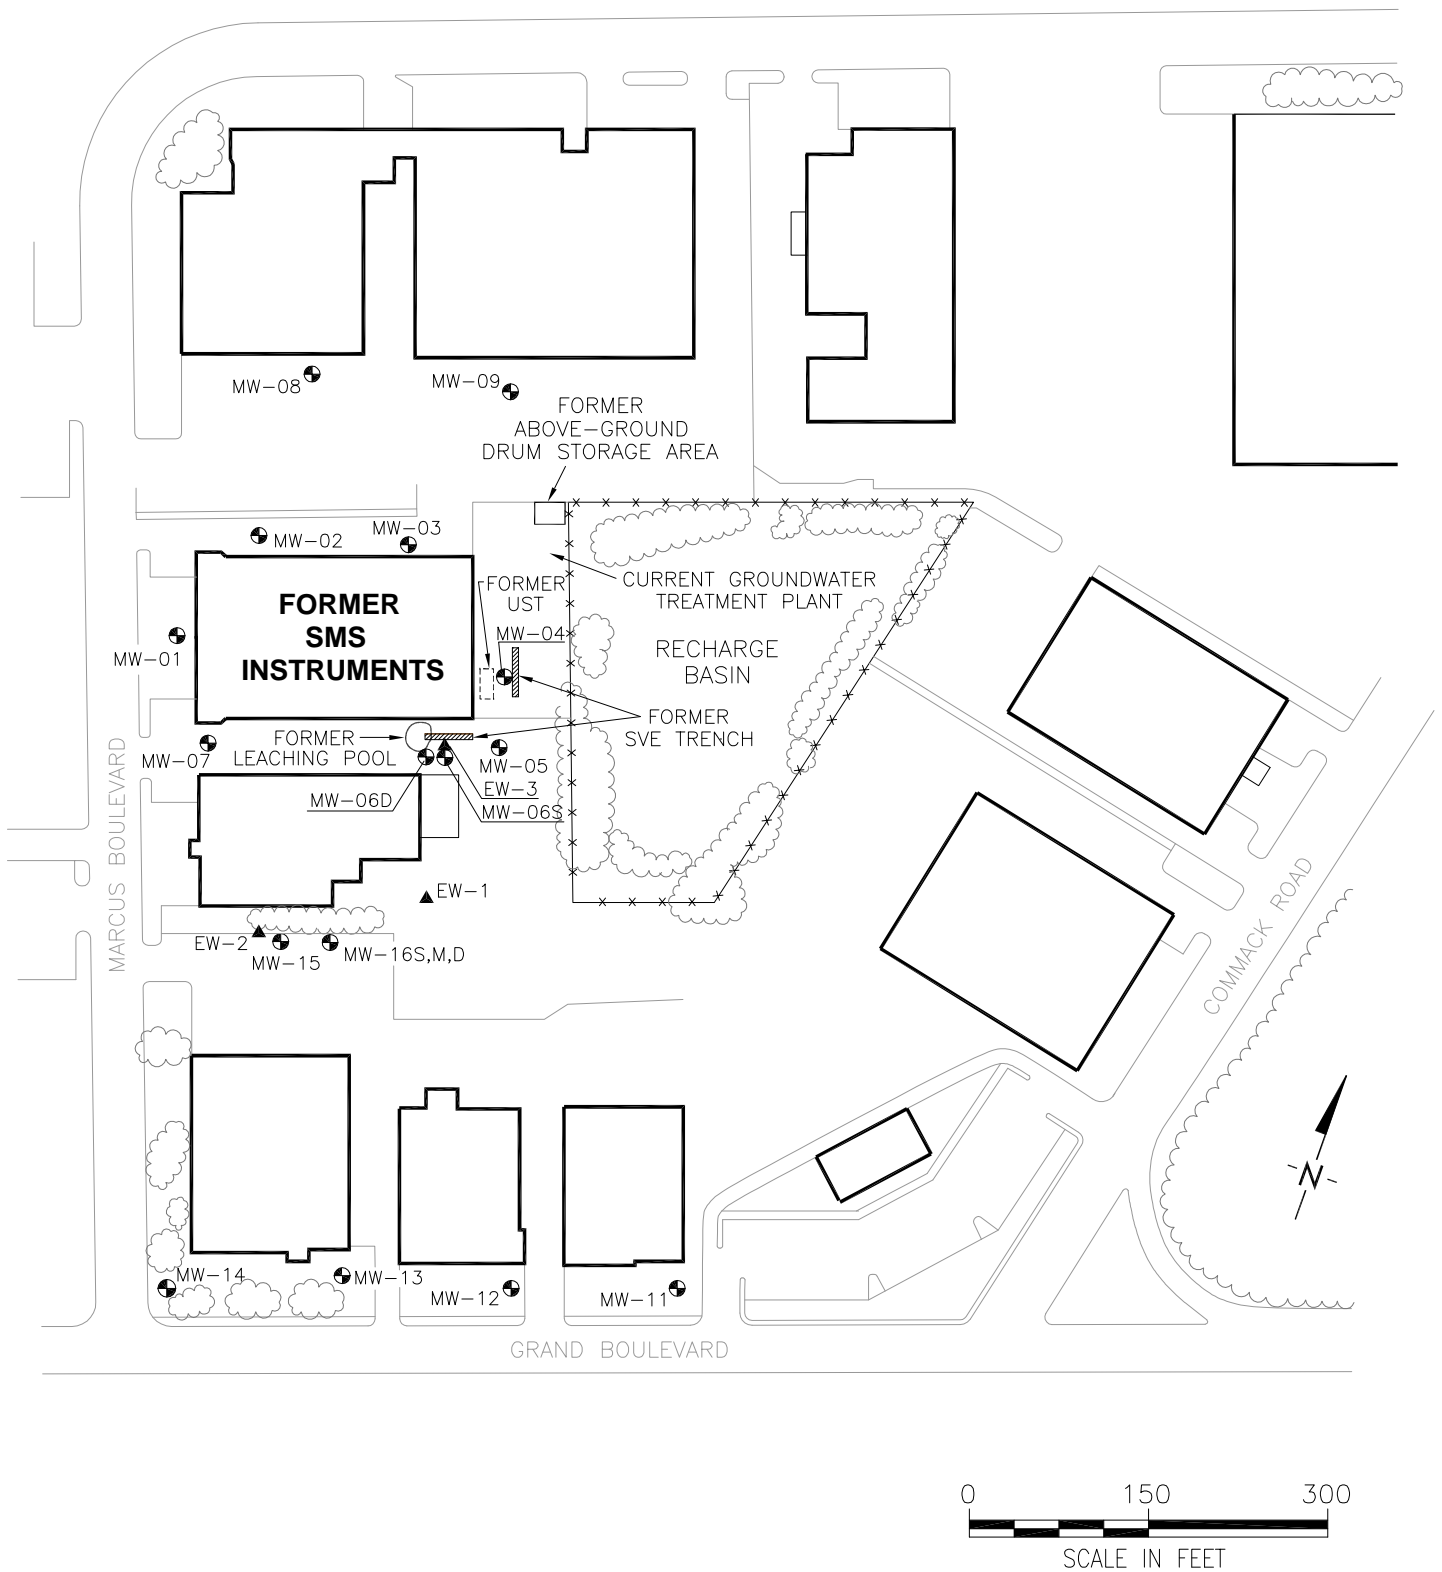 MW-08
MW-09
FORMER
ABOVE-GROUND
DRUM STORAGE AREA
MW-02
MW-03
FORMER
SMS
INSTRUMENTS
FORMER
UST
CURRENT GROUNDWATER
TREATMENT PLANT
MW-04
MW-01
RECHARGE
BASIN
FORMER
SVE TRENCH
FORMER
LEACHING POOL
MW-07
MW-05
EW-3
MW-06D
MW-06S
MARCUS BOULEVARD
EW-1
EW-2
MW-15
MW-16S,M,D
COMMACK ROAD
N
MW-14
MW-13
MW-12
MW-11
GRAND BOULEVARD
0 150 300
SCALE IN FEET